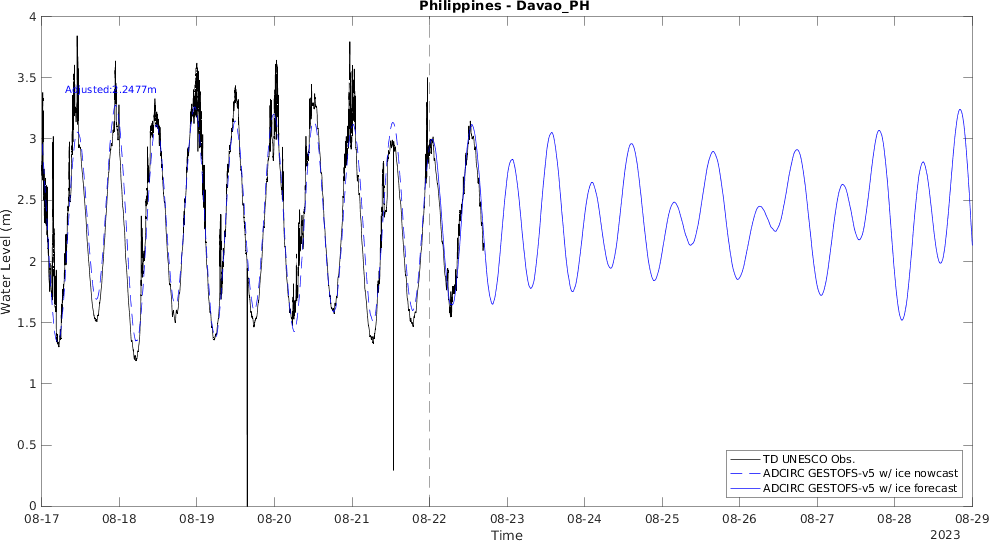 Philippines - Davao_PH
Water Level (m)
4
3.5
3
2.5
2
1.5
1
0.5
0
Adjusted:2.2477m
TD UNESCO Obs.
ADCIRC GESTOFS-v5 w/ ice nowcast
ADCIRC GESTOFS-v5 w/ ice forecast
08-17 08-18 08-19 08-20 08-21 08-22 08-23 08-24 08-25 08-26 08-27 08-28 08-29
Time
2023